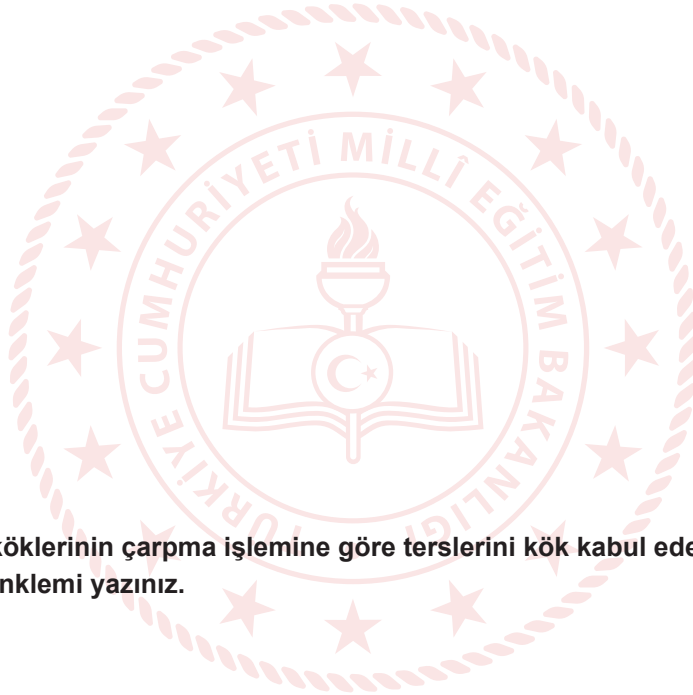 TÜRKİYE CUMHURİYETİ MİLLÎ EĞİTİM BAKANLIĞI
köklerinin çarpma işlemine göre terslerini kök kabul ede
nklemi yazınız.